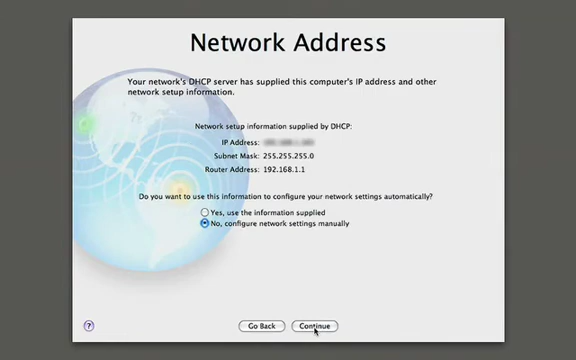 Network Address
Your network's DHCP server has supplied this computer's IP address and other
network setup information.
Network setup information supplied by DHCP:
IP Address:
Subnet Mask: 255.255.255.0
Router Address: 192.168.1.1
Do you want to use this information to configure your network settings automatically?
Yes, use the information supplied
No, configure network settings manually
?
Go Back
Continue